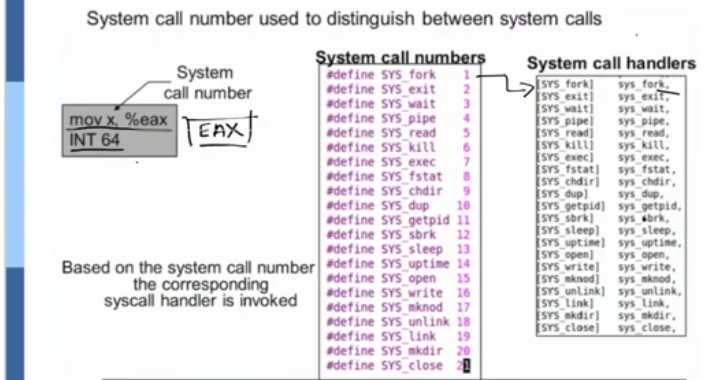 System call number used to distinguish between system calls
System
call number
mov x, %eax
INT 64
EAX
System call numbers
#define SYS_fork 1
#define SYS_exit 2
#define SYS_wait 3
#define SYS_pipe 4
#define SYS_read 5
#define SYS_kill 6
#define SYS_exec 7
#define SYS_fstat 8
#define SYS_chdir 9
#define SYS_dup 10
#define SYS_getpid 11
#define SYS_sbrk 12
#define SYS_sleep 13
#define SYS_uptime 14
#define SYS_open 15
#define SYS_write 16
#define SYS_mknod 17
#define SYS_unlink 18
#define SYS_link 19
#define SYS_mkdir 20
#define SYS_close 21
System call handlers
[SYS_fork] sys_fork,
[SYS_exit] sys_exit,
[SYS_wait] sys_wait,
[SYS_pipe] sys_pipe,
[SYS_read] sys_read,
[SYS_kill] sys_kill,
[SYS_exec] sys_exec,
[SYS_fstat] sys_fstat,
[SYS_chdir] sys_chdir,
[SYS_dup] sys_dup,
[SYS_getpid] sys_getpid,
[SYS_sbrk] sys_sbrk,
[SYS_sleep] sys_sleep,
[SYS_uptime] sys_uptime,
[SYS_open] sys_open,
[SYS_write] sys_write,
[SYS_mknod] sys_mknod,
[SYS_unlink] sys_unlink,
[SYS_link] sys_link,
[SYS_mkdir] sys_mkdir,
[SYS_close] sys_close,
Based on the system call number
the corresponding
syscall handler is invoked